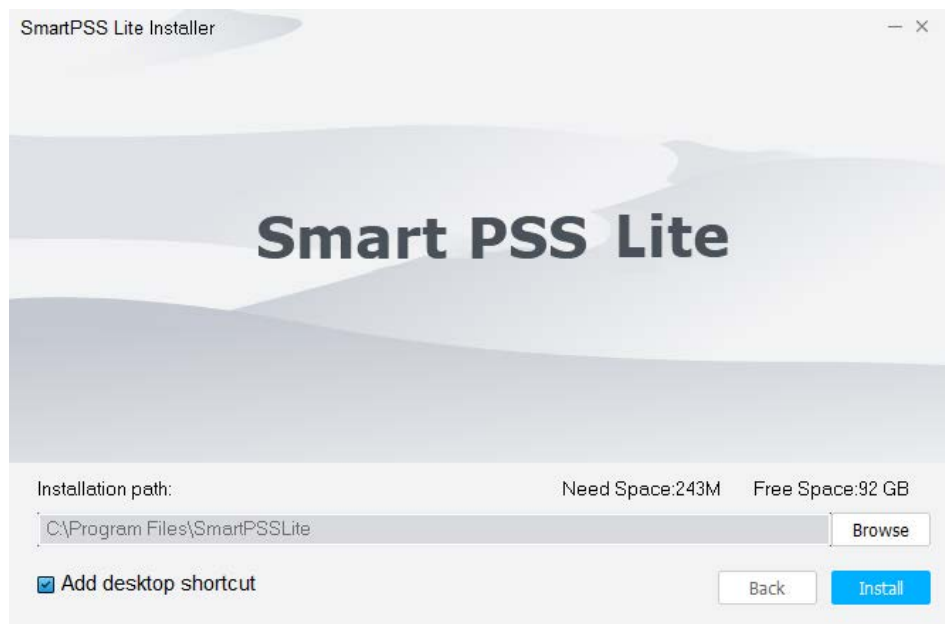 SmartPSS Lite Installer
Smart PSS Lite
Installation path: Need Space:243M Free Space:92 GB
C:\Program Files\SmartPSSLite Browse
Add desktop shortcut Back Install